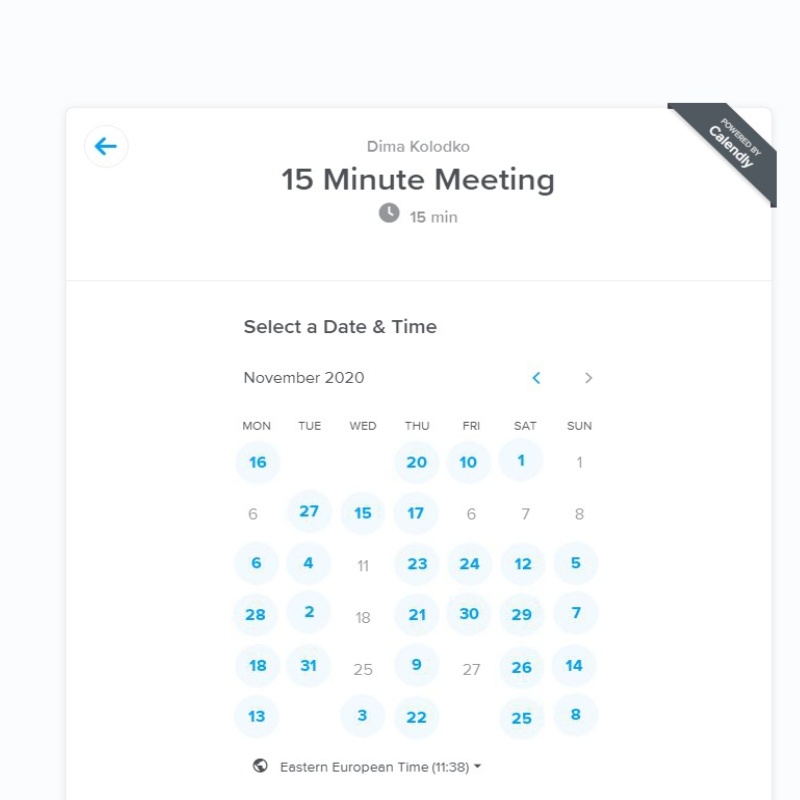 POWERED BY
Calendly
Dima Kolodko
15 Minute Meeting
15 min
Select a Date & Time
November 2020
MON TUE WED THU FRI SAT SUN
16 20 10 1 1
6 27 15 17 6 7 8
6 4 11 23 24 12 5
28 2 18 21 30 29 7
18 31 25 9 27 26 14
13 3 22 25 8
Eastern European Time (11:38)